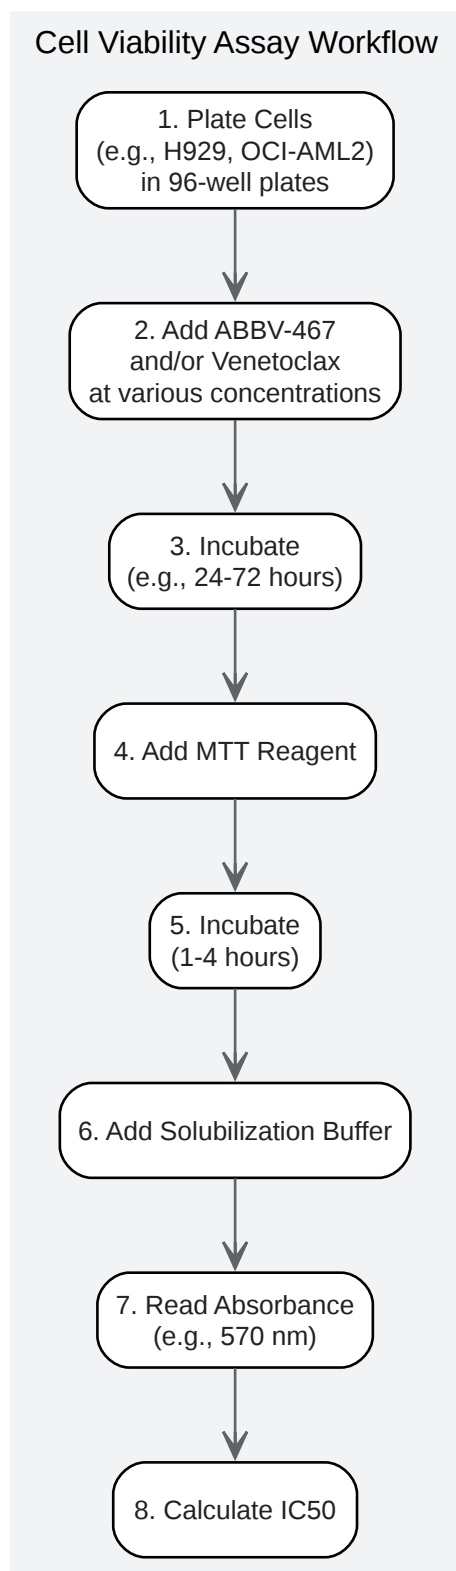 Cell Viability Assay Workflow
1. Plate Cells
(e.g., H929, OCI-AML2)
in 96-well plates
2. Add ABBV-467
and/or Venetoclax
at various concentrations
3. Incubate
(e.g., 24-72 hours)
4. Add MTT Reagent
5. Incubate
(1-4 hours)
6. Add Solubilization Buffer
7. Read Absorbance
(e.g., 570 nm)
8. Calculate IC50